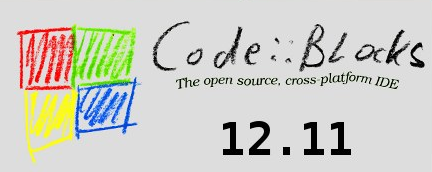 Code::Blocks
The open source, cross-platform IDE
12.11